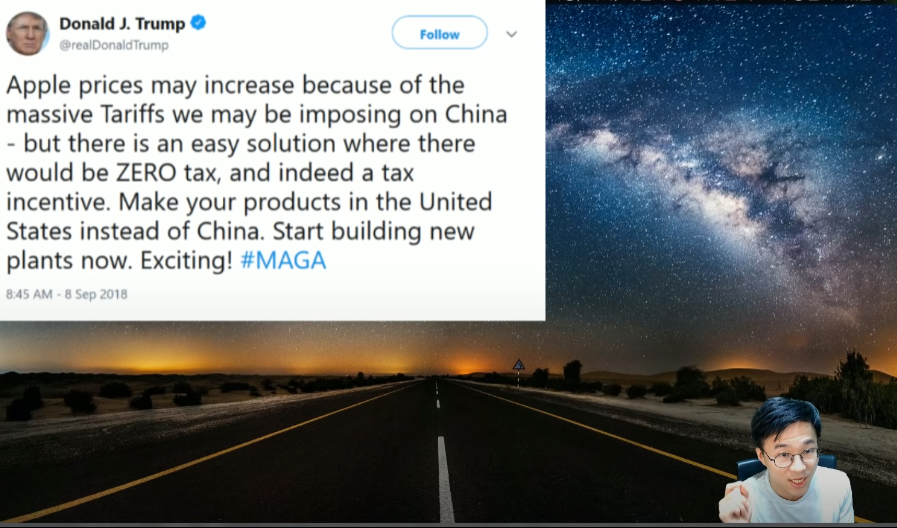 Donald J. Trump
@realDonaldTrump
Follow
Apple prices may increase because of the
massive Tariffs we may be imposing on China
- but there is an easy solution where there
would be ZERO tax, and indeed a tax
incentive. Make your products in the United
States instead of China. Start building new
plants now. Exciting! #MAGA
8:45 AM - 8 Sep 2018